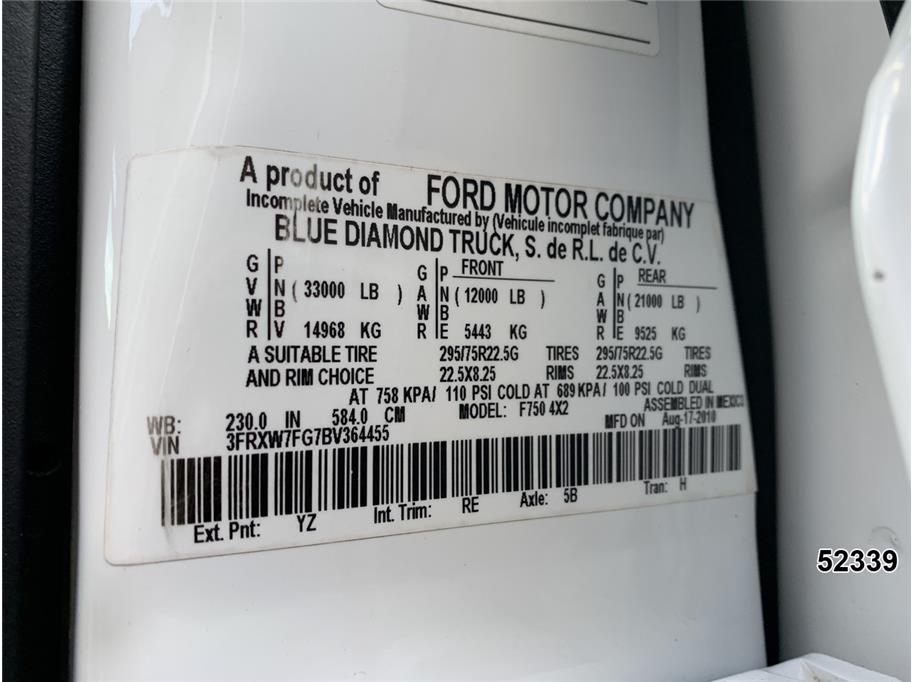 A product of FORD MOTOR COMPANY
Incomplete Vehicle Manufactured by (Vehicule incomplet fabrique par)
BLUE DIAMOND TRUCK, S. de R.L. de C.V.
G P G P FRONT G P REAR
V N ( 33000 LB ) A N ( 12000 LB ) A N ( 21000 LB )
W B W B W B
R V 14968 KG R E 5443 KG R E 9525 KG
A SUITABLE TIRE 295/75R22.5G TIRES 295/75R22.5G TIRES
AND RIM CHOICE 22.5X8.25 RIMS 22.5X8.25 RIMS
AT 758 KPA/ 110 PSI COLD AT 689 KPA/ 100 PSI COLD DUAL
WB: 230.0 IN 584.0 CM MODEL: F750 4X2 ASSEMBLED IN MEXICO
VIN 3FRXW7FG7BV364455 MFD ON Aug-17-2010
Ext. Pnt: YZ Int. Trim: RE Axle: 5B Tran: H
52339